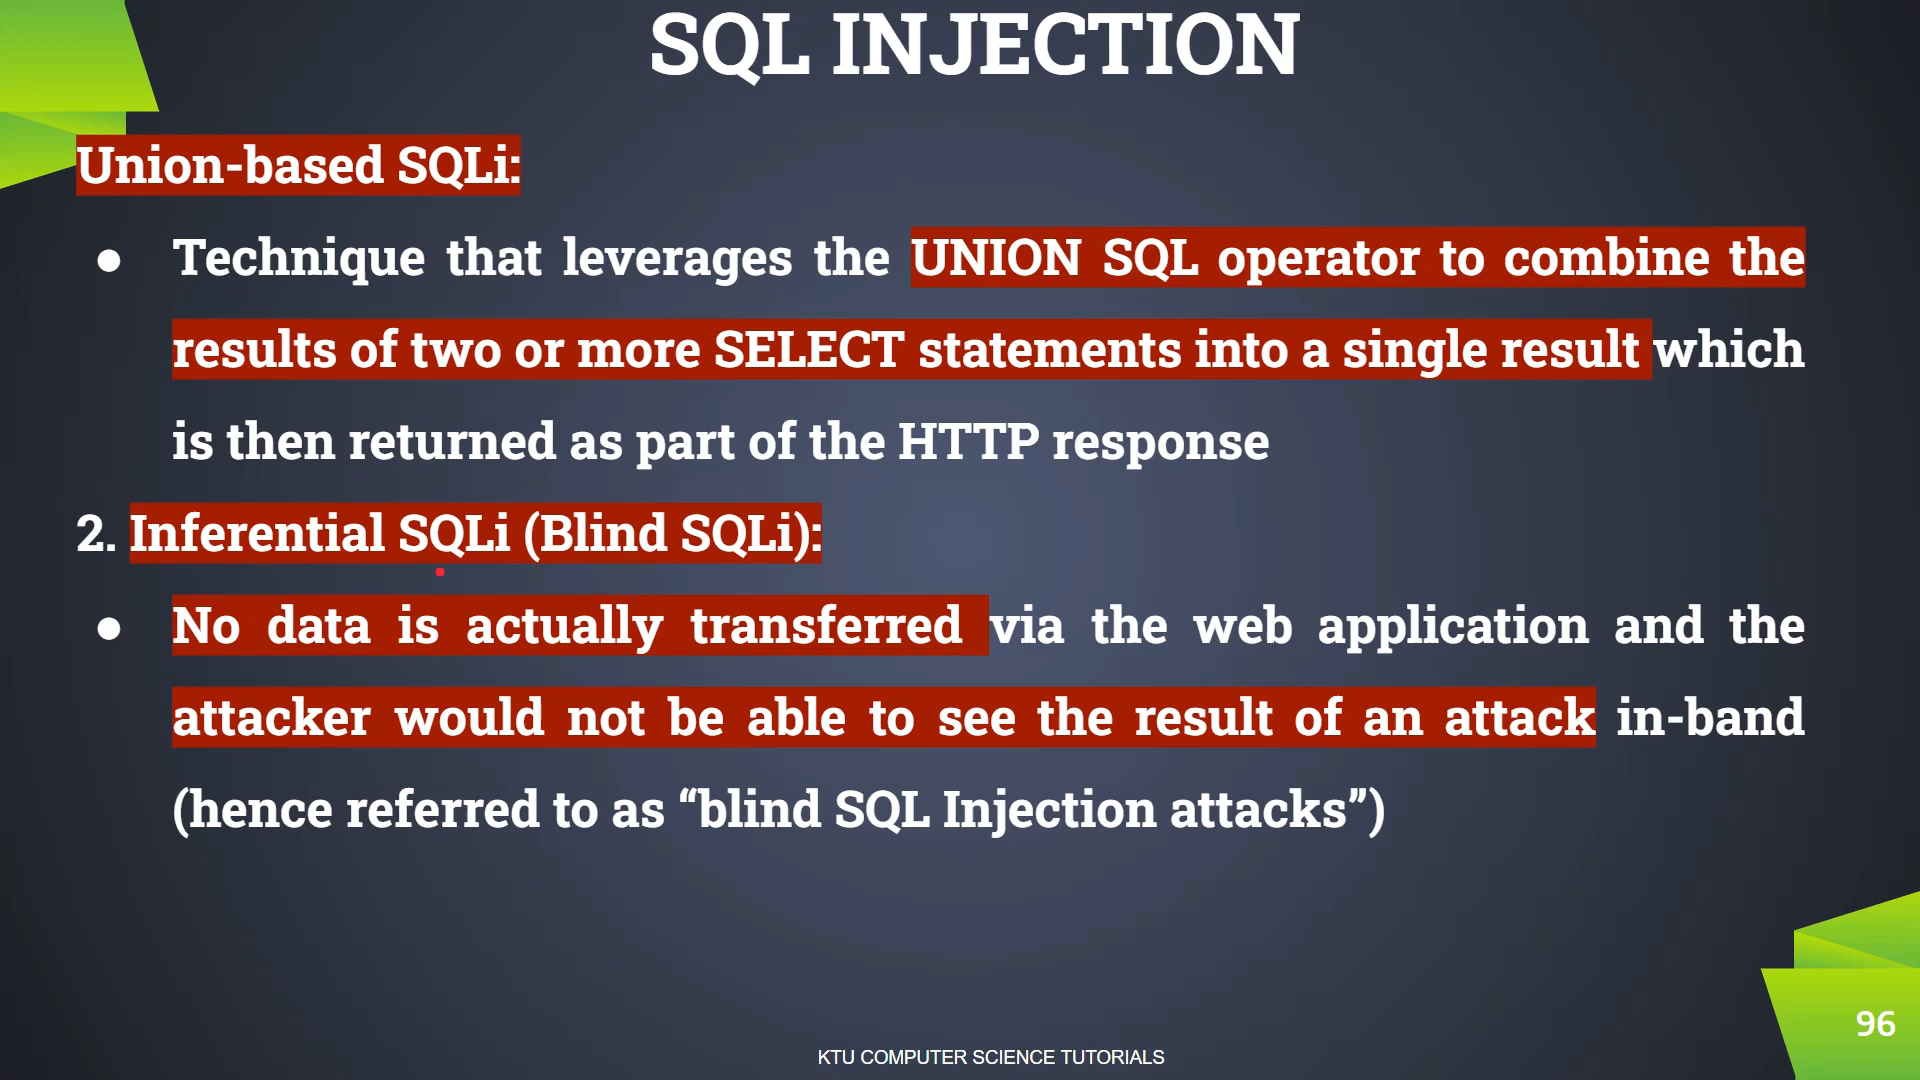 SQL INJECTION
Union-based SQLi:
● Technique that leverages the UNION SQL operator to combine the
results of two or more SELECT statements into a single result which
is then returned as part of the HTTP response
2. Inferential SQLi (Blind SQLi):
● No data is actually transferred via the web application and the
attacker would not be able to see the result of an attack in-band
(hence referred to as “blind SQL Injection attacks”)
96
KTU COMPUTER SCIENCE TUTORIALS